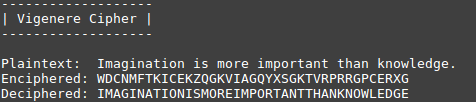 -------------------
| Vigenere Cipher |
-------------------
Plaintext:  Imagination is more important than knowledge.
Enciphered: WDCNMFTKICEKZQGKVIAGQYXSGKTVRPRRGPCERXG
Deciphered: IMAGINATIONISMOREIMPORTANTTHANKNOWLEDGE